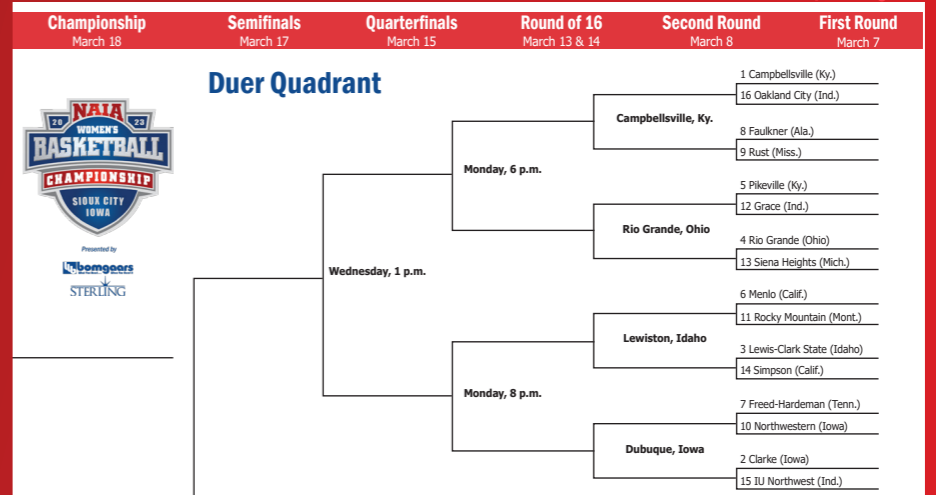 Championship
March 18
Semifinals
March 17
Quarterfinals
March 15
Round of 16
March 13 & 14
Second Round
March 8
First Round
March 7
Duer Quadrant
NAIA
20 23
WOMEN'S
BASKETBALL
CHAMPIONSHIP
SIOUX CITY
IOWA
Presented by
bomgaars
STERLING
1 Campbellsville (Ky.)
16 Oakland City (Ind.)
Campbellsville, Ky.
8 Faulkner (Ala.)
9 Rust (Miss.)
Monday, 6 p.m.
5 Pikeville (Ky.)
12 Grace (Ind.)
Rio Grande, Ohio
4 Rio Grande (Ohio)
13 Siena Heights (Mich.)
Wednesday, 1 p.m.
6 Menlo (Calif.)
11 Rocky Mountain (Mont.)
Lewiston, Idaho
3 Lewis-Clark State (Idaho)
14 Simpson (Calif.)
Monday, 8 p.m.
7 Freed-Hardeman (Tenn.)
10 Northwestern (Iowa)
Dubuque, Iowa
2 Clarke (Iowa)
15 IU Northwest (Ind.)